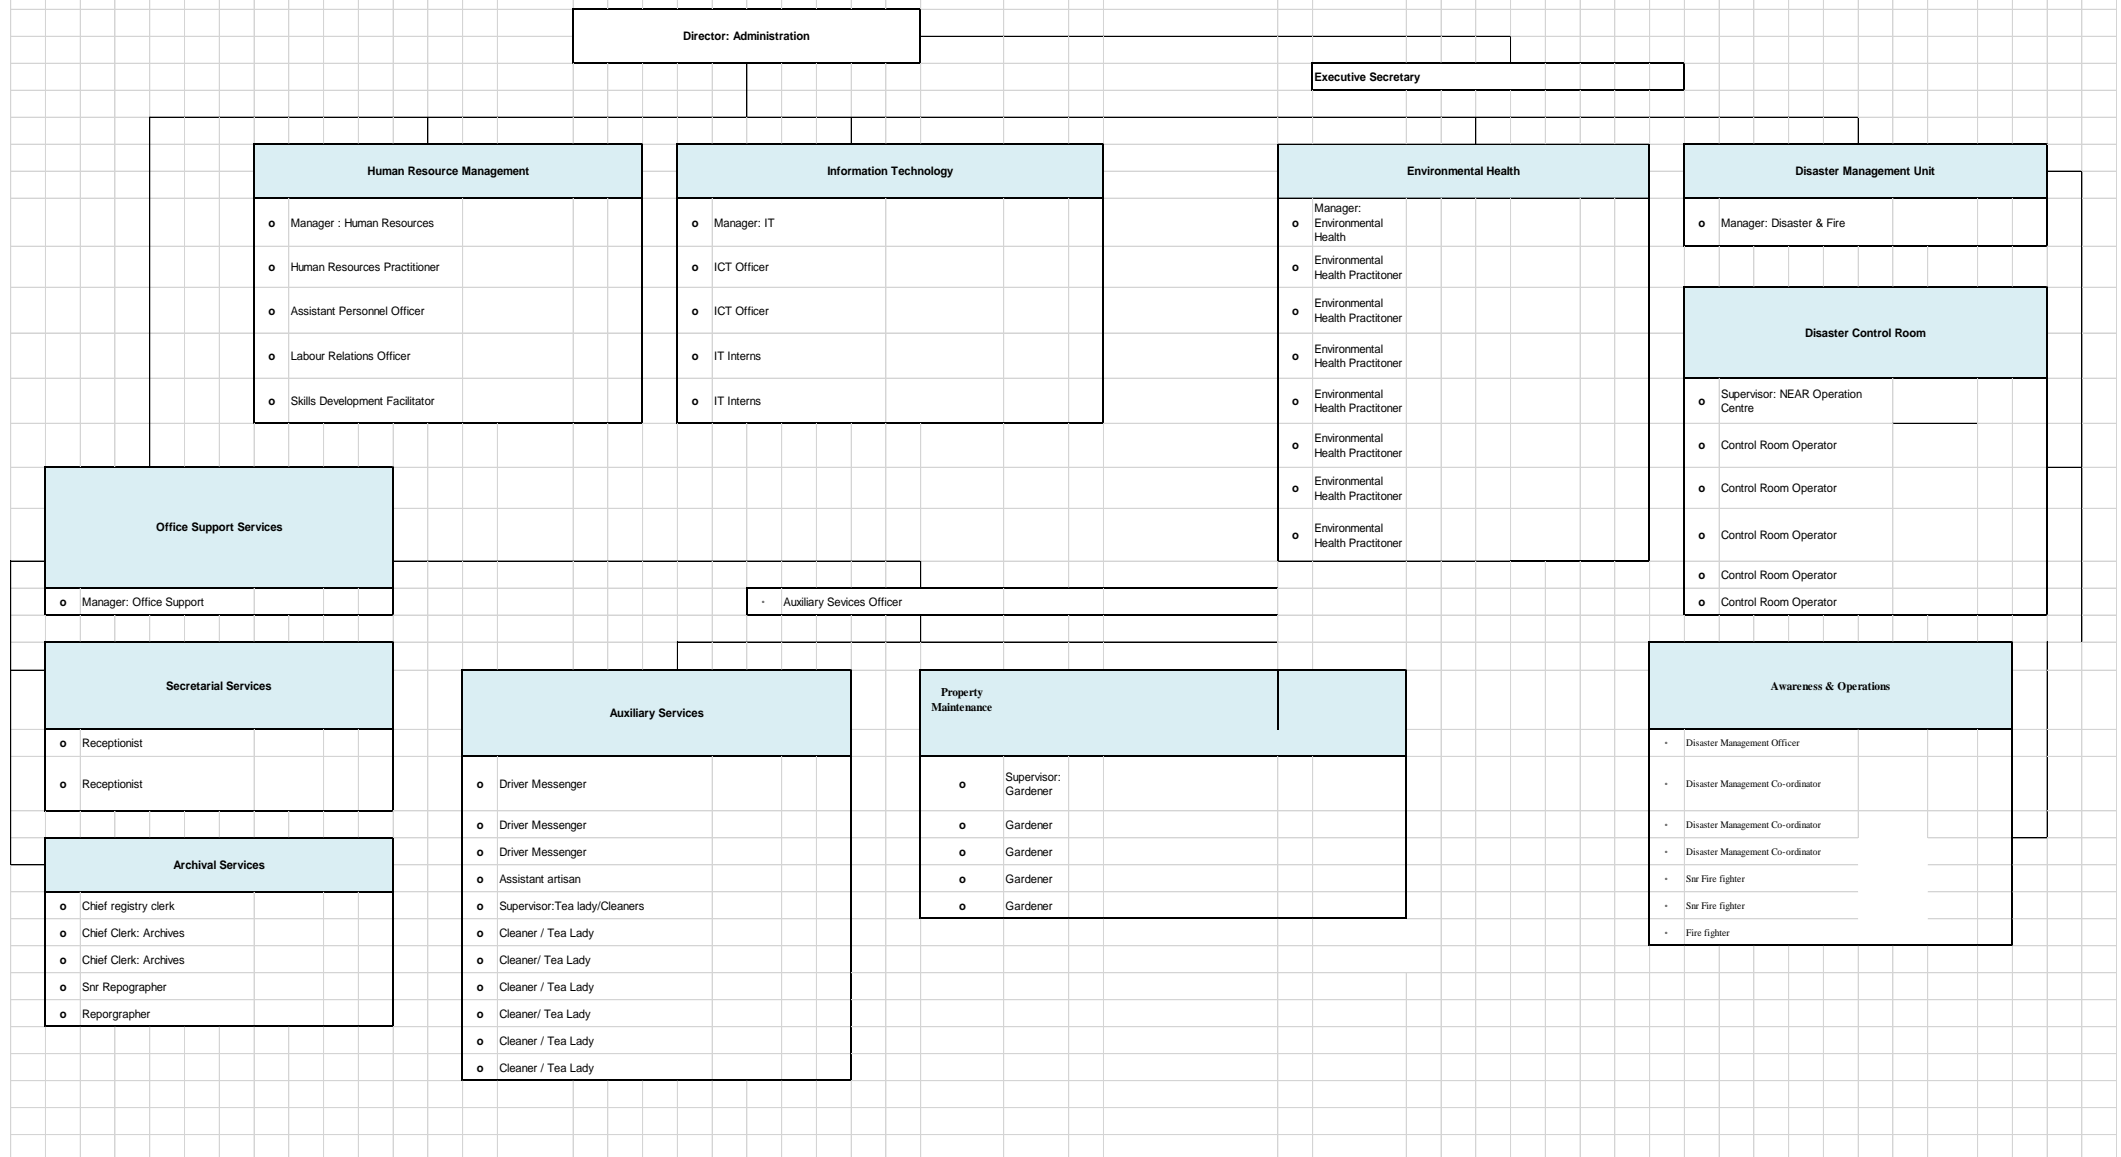 Director: Administration
Executive Secretary
Human Resource Management
o Manager : Human Resources
o Human Resources Practitioner
o Assistant Personnel Officer
o Labour Relations Officer
o Skills Development Facilitator
Information Technology
o Manager: IT
o ICT Officer
o ICT Officer
o IT Interns
o IT Interns
Environmental Health
Manager:
o Environmental
Health
o Environmental
Health Practitoner
o Environmental
Health Practitoner
o Environmental
Health Practitoner
o Environmental
Health Practitoner
o Environmental
Health Practitoner
o Environmental
Health Practitoner
o Environmental
Health Practitoner
Disaster Management Unit
o Manager: Disaster & Fire
Disaster Control Room
o Supervisor: NEAR Operation
Centre
o Control Room Operator
o Control Room Operator
o Control Room Operator
o Control Room Operator
o Control Room Operator
Office Support Services
o Manager: Office Support
· Auxiliary Sevices Officer
Secretarial Services
o Receptionist
o Receptionist
Archival Services
o Chief registry clerk
o Chief Clerk: Archives
o Chief Clerk: Archives
o Snr Repographer
o Reporgrapher
Auxiliary Services
o Driver Messenger
o Driver Messenger
o Driver Messenger
o Assistant artisan
o Supervisor:Tea lady/Cleaners
o Cleaner / Tea Lady
o Cleaner/ Tea Lady
o Cleaner / Tea Lady
o Cleaner/ Tea Lady
o Cleaner / Tea Lady
o Cleaner / Tea Lady
Property
Maintenance
o Supervisor:
Gardener
o Gardener
o Gardener
o Gardener
o Gardener
Awareness & Operations
· Disaster Management Officer
· Disaster Management Co-ordinator
· Disaster Management Co-ordinator
· Disaster Management Co-ordinator
· Snr Fire fighter
· Snr Fire fighter
· Fire fighter